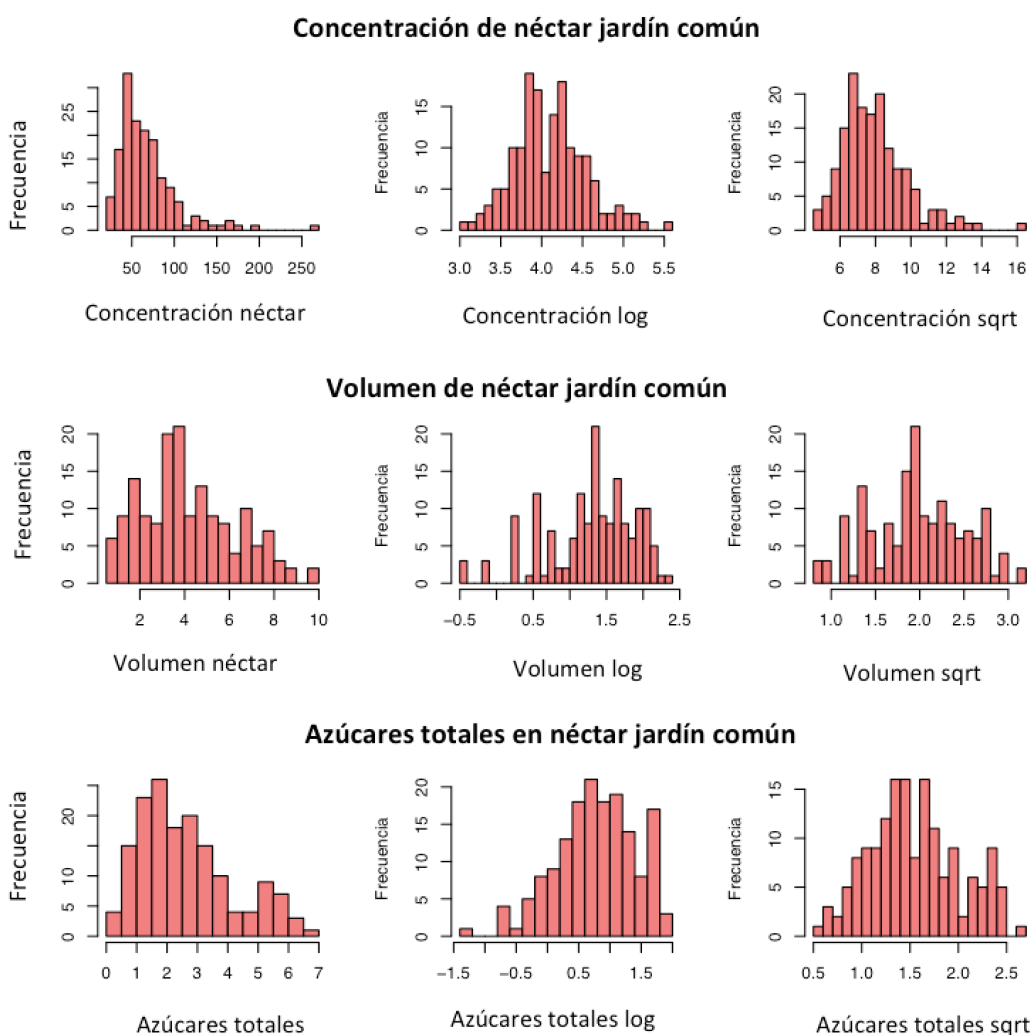 Concentración de néctar jardín común
Frecuencia
0 5 15 25
50 100 150 200 250
Concentración néctar
Frecuencia
0 5 10 15
3.0 3.5 4.0 4.5 5.0 5.5
Concentración log
Frecuencia
0 5 10 15 20
6 8 10 12 14 16
Concentración sqrt
Volumen de néctar jardín común
Frecuencia
0 5 10 15 20
2 4 6 8 10
Volumen néctar
Frecuencia
0 5 10 15 20
−0.5 0.5 1.5 2.5
Volumen log
Frecuencia
0 5 10 15 20
1.0 1.5 2.0 2.5 3.0
Volumen sqrt
Azúcares totales en néctar jardín común
Frecuencia
0 5 10 20
0 1 2 3 4 5 6 7
Azúcares totales
Frecuencia
0 5 10 15 20
−1.5 −0.5 0.5 1.5
Azúcares totales log
Frecuencia
0 5 10 15
0.5 1.0 1.5 2.0 2.5
Azúcares totales sqrt